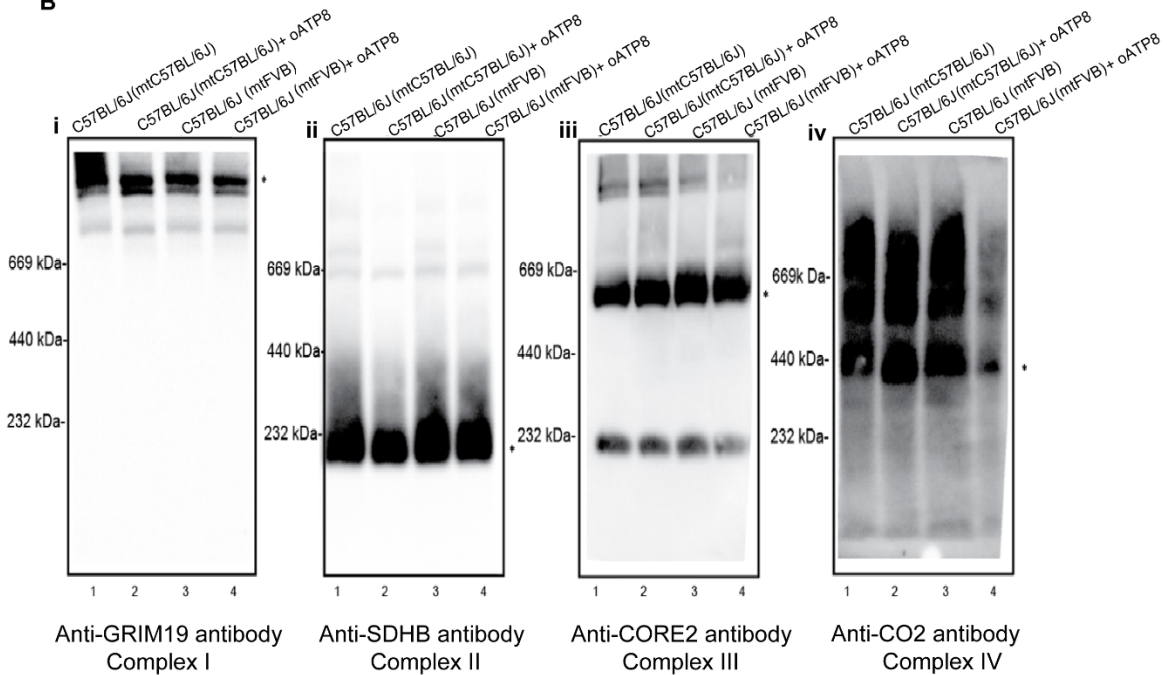 B
i
C57BL/6J(mtC57BL/6J)
C57BL/6J(mtC57BL/6J)+ oATP8
C57BL/6J (mtFVB)
C57BL/6J (mtFVB)+ oATP8
669 kDa-
440 kDa-
232 kDa-
*
1 2 3 4
Anti-GRIM19 antibody
Complex I
ii
C57BL/6J (mtC57BL/6J)
C57BL/6J (mtC57BL/6J)+ oATP8
C57BL/6J (mtFVB)
C57BL/6J (mtFVB)+ oATP8
669 kDa-
440 kDa-
232 kDa-
*
1 2 3 4
Anti-SDHB antibody
Complex II
iii
C57BL/6J(mtC57BL/6J)
C57BL/6J(mtC57BL/6J)+ oATP8
C57BL/6J (mtFVB)
C57BL/6J (mtFVB)+ oATP8
669 kDa-
440 kDa-
232 kDa-
*
1 2 3 4
Anti-CORE2 antibody
Complex III
iv
C57BL/6J (mtC57BL/6J)
C57BL/6J (mtC57BL/6J)+ oATP8
C57BL/6J (mtFVB)
C57BL/6J (mtFVB)+ oATP8
669k Da-
440 kDa-
232 kDa-
*
1 2 3 4
Anti-CO2 antibody
Complex IV